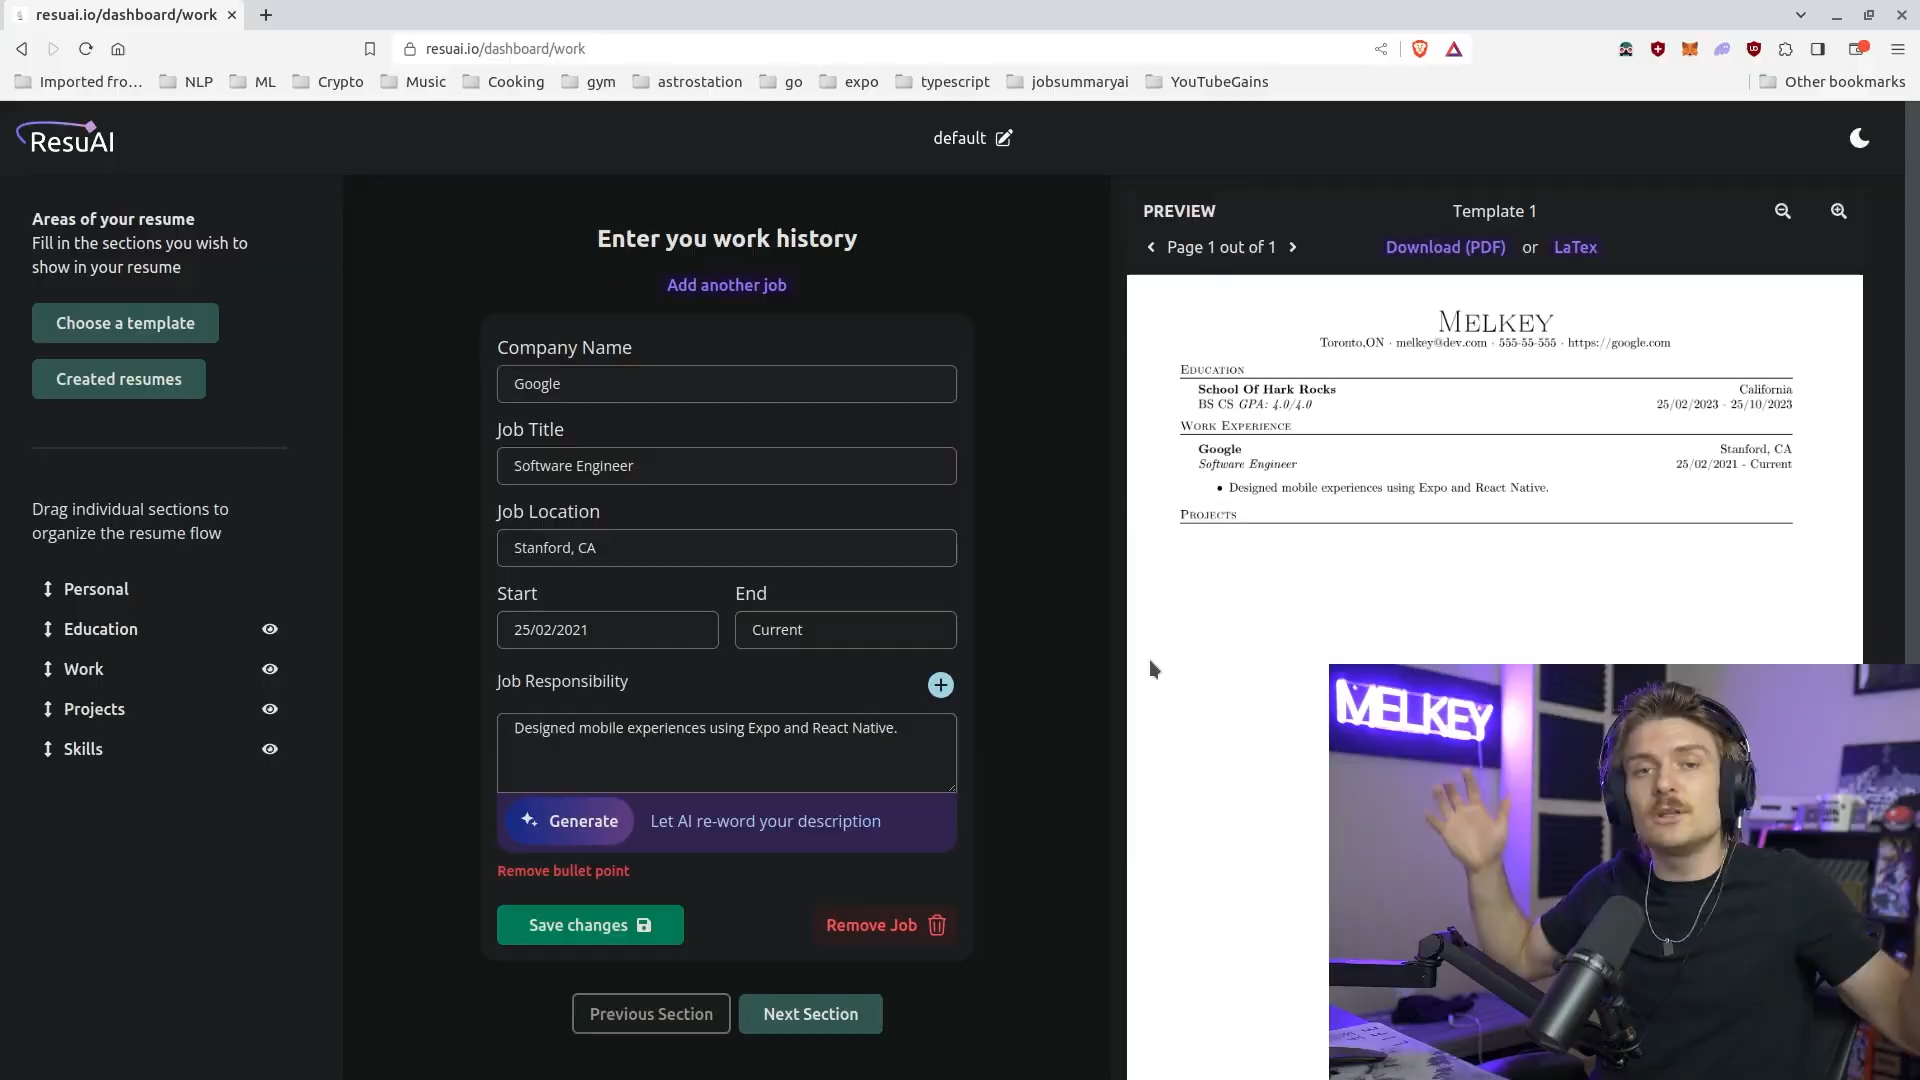 resuai.io/dashboard/work
resuai.io/dashboard/work
Imported fro...
NLP
ML
Crypto
Music
Cooking
gym
astrostation
go
expo
typescript
jobsummaryai
YouTubeGains
Other bookmarks
ResuAI
default
Areas of your resume
Fill in the sections you wish to
show in your resume
Choose a template
Created resumes
Drag individual sections to
organize the resume flow
Personal
Education
Work
Projects
Skills
Enter you work history
Add another job
Company Name
Google
Job Title
Software Engineer
Job Location
Stanford, CA
Start
End
25/02/2021
Current
Job Responsibility
Designed mobile experiences using Expo and React Native.
Generate
Let AI re-word your description
Remove bullet point
Save changes
Remove Job
Previous Section
Next Section
PREVIEW
Template 1
Page 1 out of 1
Download (PDF) or LaTex
MELKEY
Toronto,ON · melkey@dev.com · 555-55-555 · https://google.com
EDUCATION
School Of Hark Rocks
California
BS CS GPA: 4.0/4.0
25/02/2023 - 25/10/2023
WORK EXPERIENCE
Google
Stanford, CA
Software Engineer
25/02/2021 - Current
• Designed mobile experiences using Expo and React Native.
PROJECTS
MELKEY